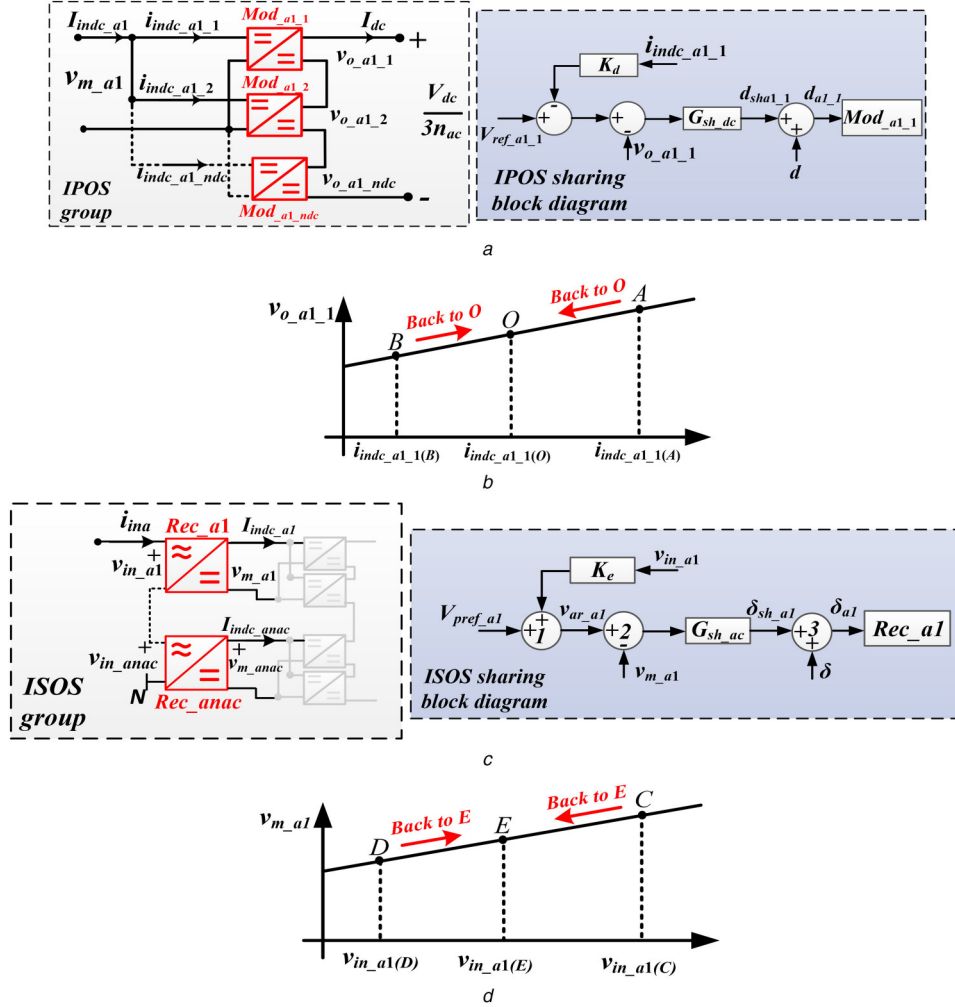 I_indc_a1 i_indc_a1_1 Mod_a1_1 I_dc
+
v_o_a1_1
v_m_a1 i_indc_a1_2 Mod_a1_2
v_o_a1_2
V_dc
3n_ac
i_indc_a1_ndc
v_o_a1_ndc
-
Mod_a1_ndc
IPOS
group
i_indc_a1_1
K_d
-
+
V_ref_a1_1
+
-
v_o_a1_1
G_sh_dc
d_sha1_1
+
+
d
d_a1_1
Mod_a1_1
IPOS sharing
block diagram
a
v_o_a1_1
B
Back to O
O
Back to O
A
i_indc_a1_1(B) i_indc_a1_1(O) i_indc_a1_1(A)
b
i_ina
Rec_a1
I_indc_a1
+
v_in_a1
v_m_a1
I_indc_anac
+
v_in_anac
+
v_m_anac
N
Rec_anac
ISOS
group
v_in_a1
K_e
V_pref_a1
+
+
1
v_ar_a1
+
2
-
v_m_a1
G_sh_ac
δ_sh_a1
+
3
+
δ
δ_a1
Rec_a1
ISOS sharing
block diagram
c
v_m_a1
D
Back to E
E
Back to E
C
v_in_a1(D) v_in_a1(E) v_in_a1(C)
d